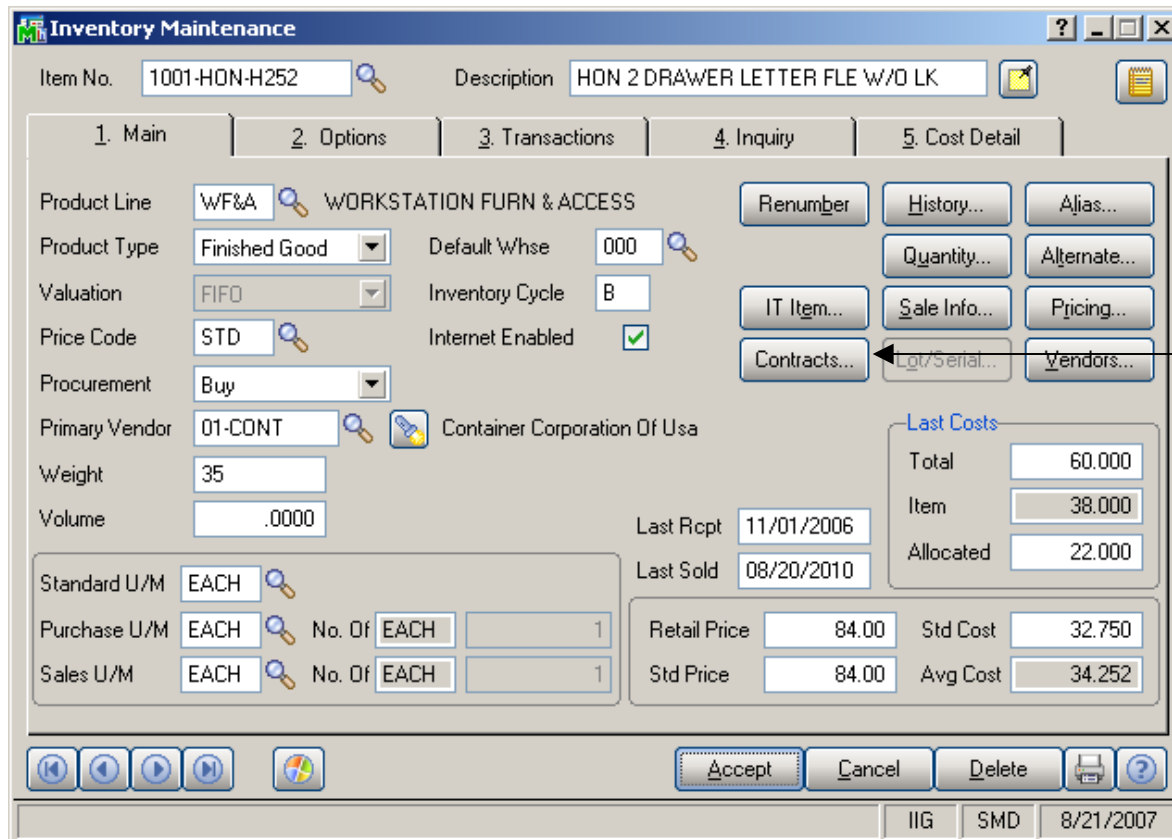 Inventory Maintenance
Item No. 1001-HON-H252 Description HON 2 DRAWER LETTER FLE W/O LK
1. Main 2. Options 3. Transactions 4. Inquiry 5. Cost Detail
Product Line WF&A WORKSTATION FURN & ACCESS Renumber History... Alias...
Product Type Finished Good Default Whse 000 Quantity... Alternate...
Valuation FIFO Inventory Cycle B IT Item... Sale Info... Pricing...
Price Code STD Internet Enabled
Contracts... Lot/Serial... Vendors...
Procurement Buy
Primary Vendor 01-CONT Container Corporation Of Usa Last Costs
Weight 35 Total 60.000
Volume .0000 Last Rcpt 11/01/2006 Item 38.000
Last Sold 08/20/2010 Allocated 22.000
Standard U/M EACH
Purchase U/M EACH No. Of EACH 1 Retail Price 84.00 Std Cost 32.750
Sales U/M EACH No. Of EACH 1 Std Price 84.00 Avg Cost 34.252
Accept Cancel Delete
IIG SMD 8/21/2007